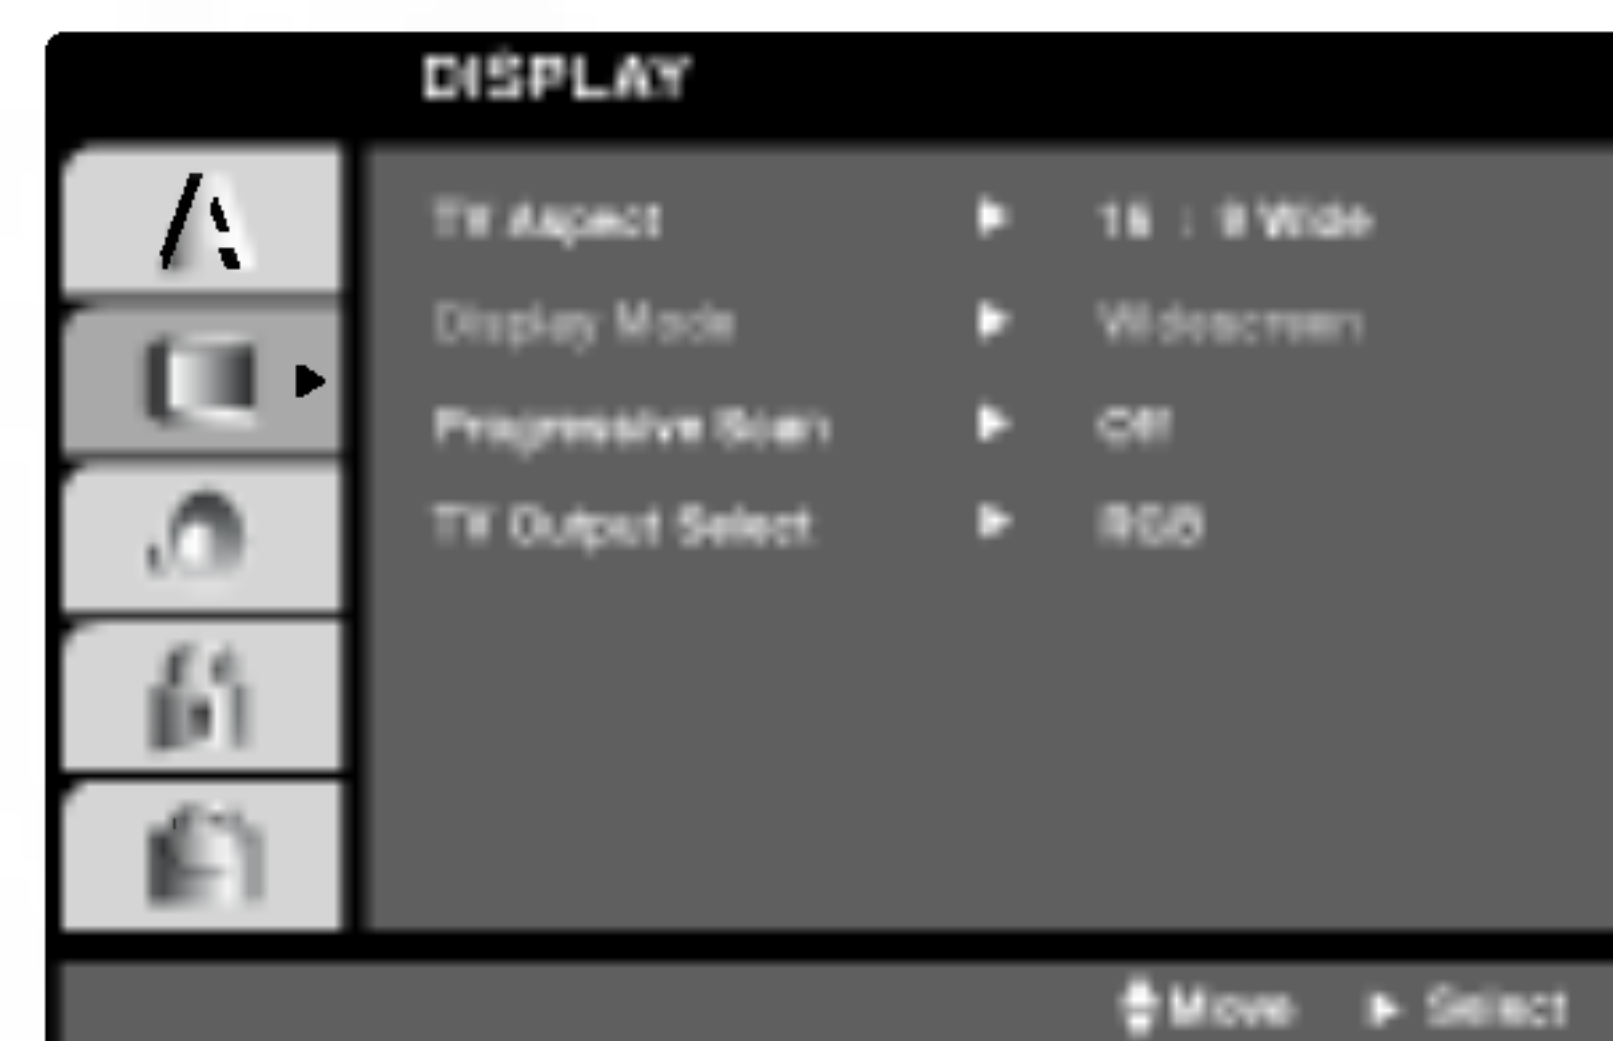 DISPLAY
TV Aspect 16 : 9 Wide
Display Mode Widescreen
Progressive Scan Off
TV Output Select RGB
Move Select